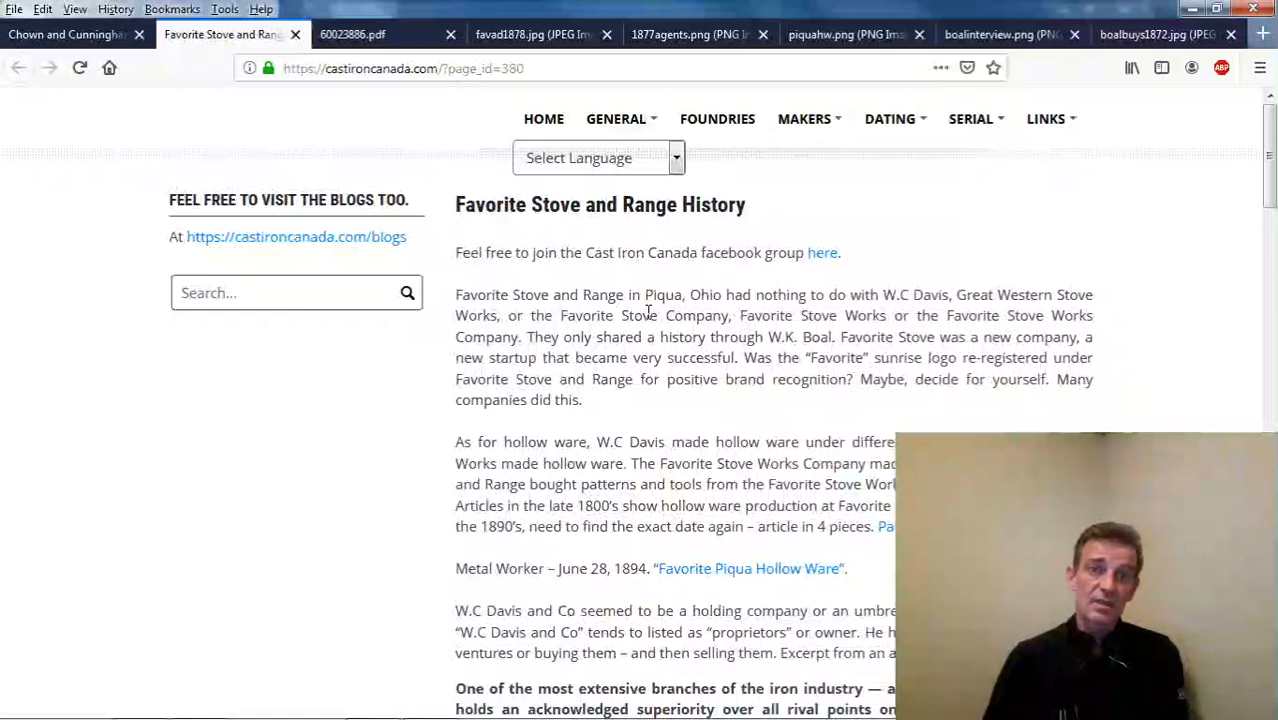 File Edit View History Bookmarks Tools Help
Chown and Cunningha
Favorite Stove and Rang
60023886.pdf
favad1878.jpg (JPEG Im
1877agents.png (PNG Im
piquahw.png (PNG Ima
boalinterview.png (PNG
boalbuys1872.jpg (JPEG
https://castironcanada.com/?page_id=380
ABP
HOME GENERAL FOUNDRIES MAKERS DATING SERIAL LINKS
Select Language
FEEL FREE TO VISIT THE BLOGS TOO.
At https://castironcanada.com/blogs
Search...
Favorite Stove and Range History
Feel free to join the Cast Iron Canada facebook group here.
Favorite Stove and Range in Piqua, Ohio had nothing to do with W.C Davis, Great Western Stove
Works, or the Favorite Stove Company, Favorite Stove Works or the Favorite Stove Works
Company. They only shared a history through W.K. Boal. Favorite Stove was a new company, a
new startup that became very successful. Was the “Favorite” sunrise logo re-registered under
Favorite Stove and Range for positive brand recognition? Maybe, decide for yourself. Many
companies did this.
As for hollow ware, W.C Davis made hollow ware under differe
Works made hollow ware. The Favorite Stove Works Company mad
and Range bought patterns and tools from the Favorite Stove Wor
Articles in the late 1800’s show hollow ware production at Favorite
the 1890’s, need to find the exact date again – article in 4 pieces. Pa
Metal Worker – June 28, 1894. “Favorite Piqua Hollow Ware”.
W.C Davis and Co seemed to be a holding company or an umbre
“W.C Davis and Co” tends to listed as “proprietors” or owner. He h
ventures or buying them – and then selling them. Excerpt from an a
One of the most extensive branches of the iron industry — a
holds an acknowledged superiority over all rival points on